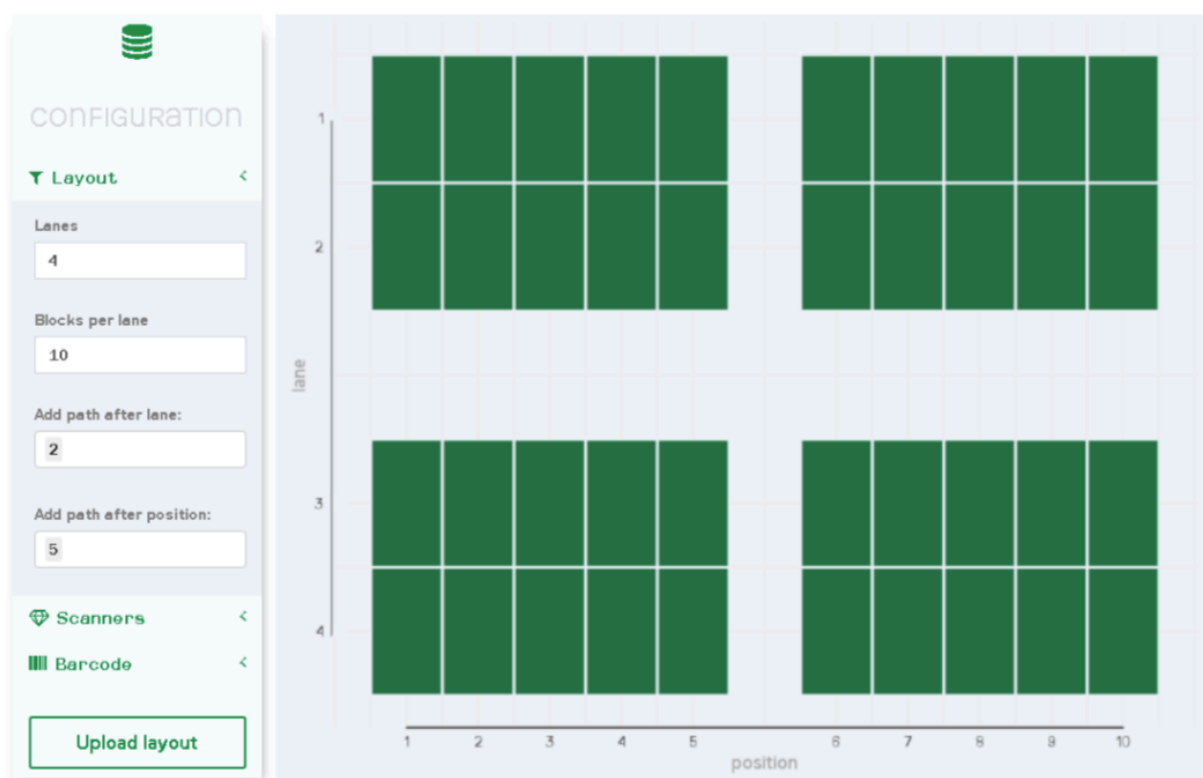 CONFIGURATION
Layout
Lanes
4
Blocks per lane
10
Add path after lane:
2
Add path after position:
5
Scanners
Barcode
Upload layout
lane
1
2
3
4
1 2 3 4 5 6 7 8 9 10
position